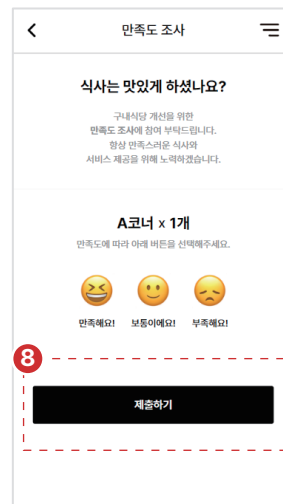 만족도 조사
식사는 맛있게 하셨나요?
구내식당 개선을 위한
만족도 조사에 참여 부탁드립니다.
항상 만족스러운 식사와
서비스 제공을 위해 노력하겠습니다.
A코너 x 1개
만족도에 따라 아래 버튼을 선택해주세요.
만족해요! 보통이에요! 부족해요!
8
제출하기